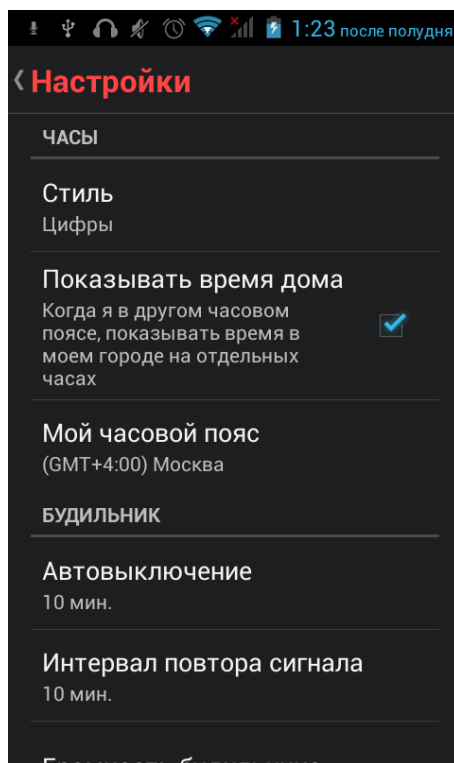 1:23 после полудня
Настройки
ЧАСЫ
Стиль
Цифры
Показывать время дома
Когда я в другом часовом
поясе, показывать время в
моем городе на отдельных
часах
Мой часовой пояс
(GMT+4:00) Москва
БУДИЛЬНИК
Автовыключение
10 мин.
Интервал повтора сигнала
10 мин.